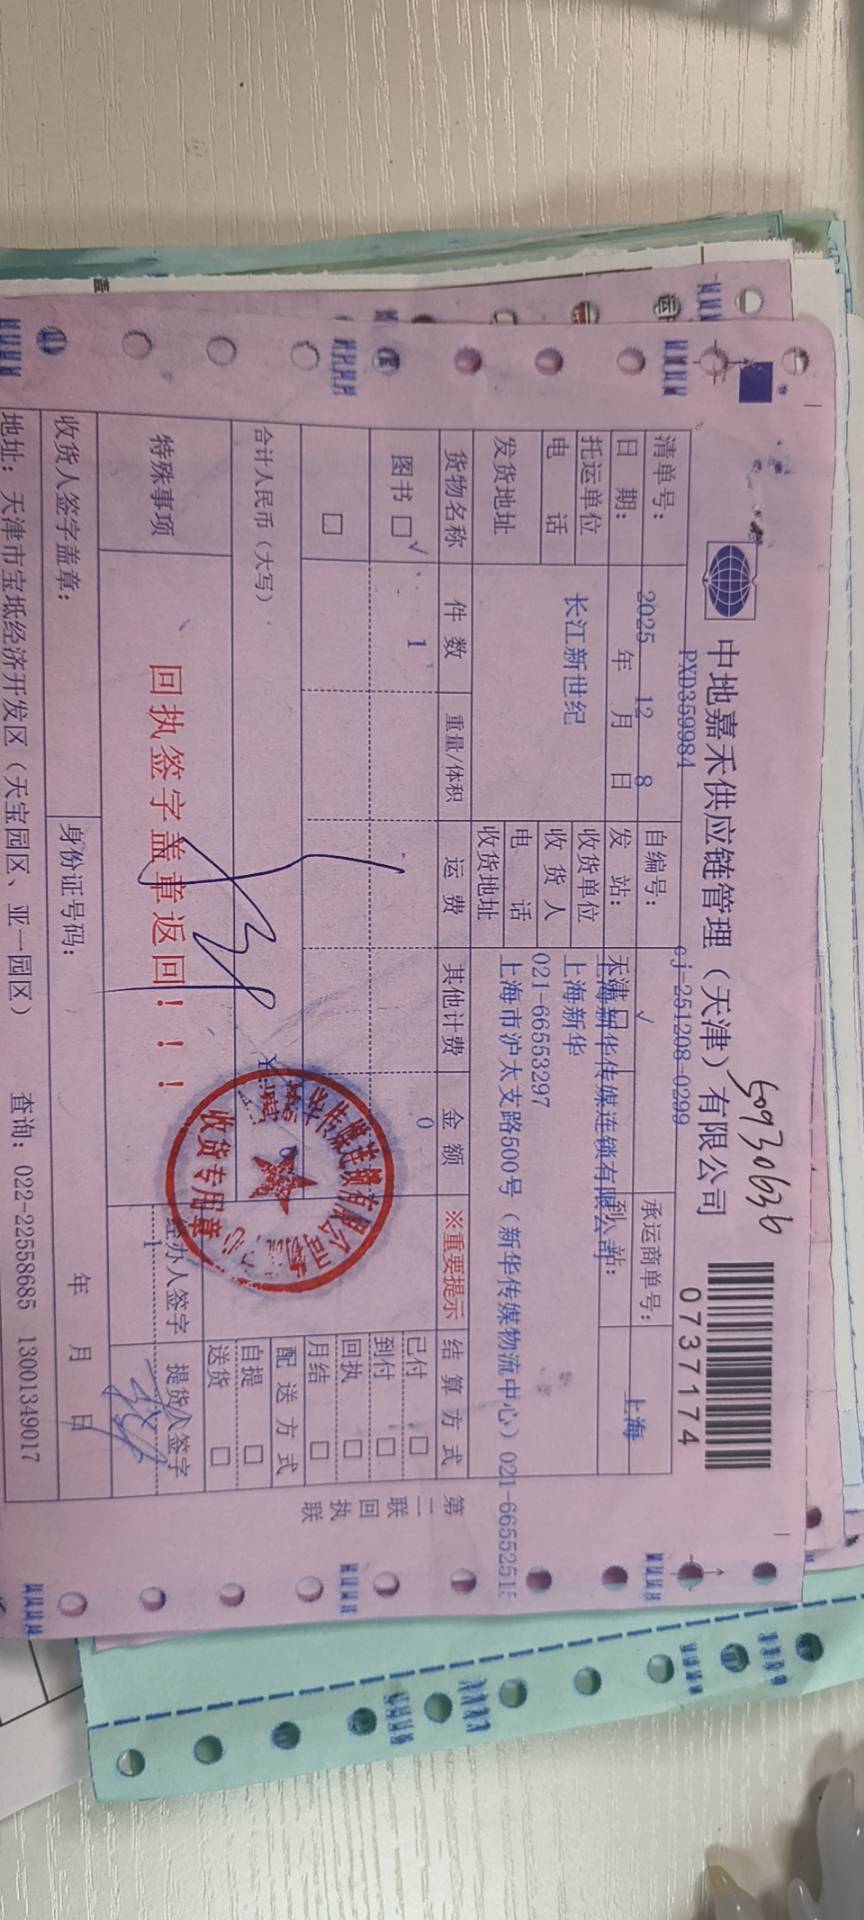 50930636
中地嘉禾供应链管理（天津）有限公司
0737174
清单号： PXD359984 自编号： cj-251208-0299 承运商单号：
日 期： 2025 年 12 月 8 日 发 站： 天津 √ 到 站： 上海
托运单位 长江新世纪 收货单位 上海新华传媒连锁有限公司
电 话 收 货 人 上海新华
发货地址 电 话 021-66553297
收货地址 上海市沪太支路500号（新华传媒物流中心）021-66552515
货物名称 件 数 重量/体积 运 费 其他计费 金 额 ※重要提示 结 算 方 式
图书 □ √ 1 0
□
已付 □
到付 □
回执 □
月结 □
合计人民币（大写）
配 送 方 式
自提 □
送货 □
特殊事项 回执签字盖章返回！！！ 经办人签字 提货人签字
1
收货专用章
收货人签字盖章： 身份证号码： 年 月 日
地址：天津市宝坻经济开发区（天宝园区、亚一园区） 查询：022-22558685 13001349017
第二联 回执联